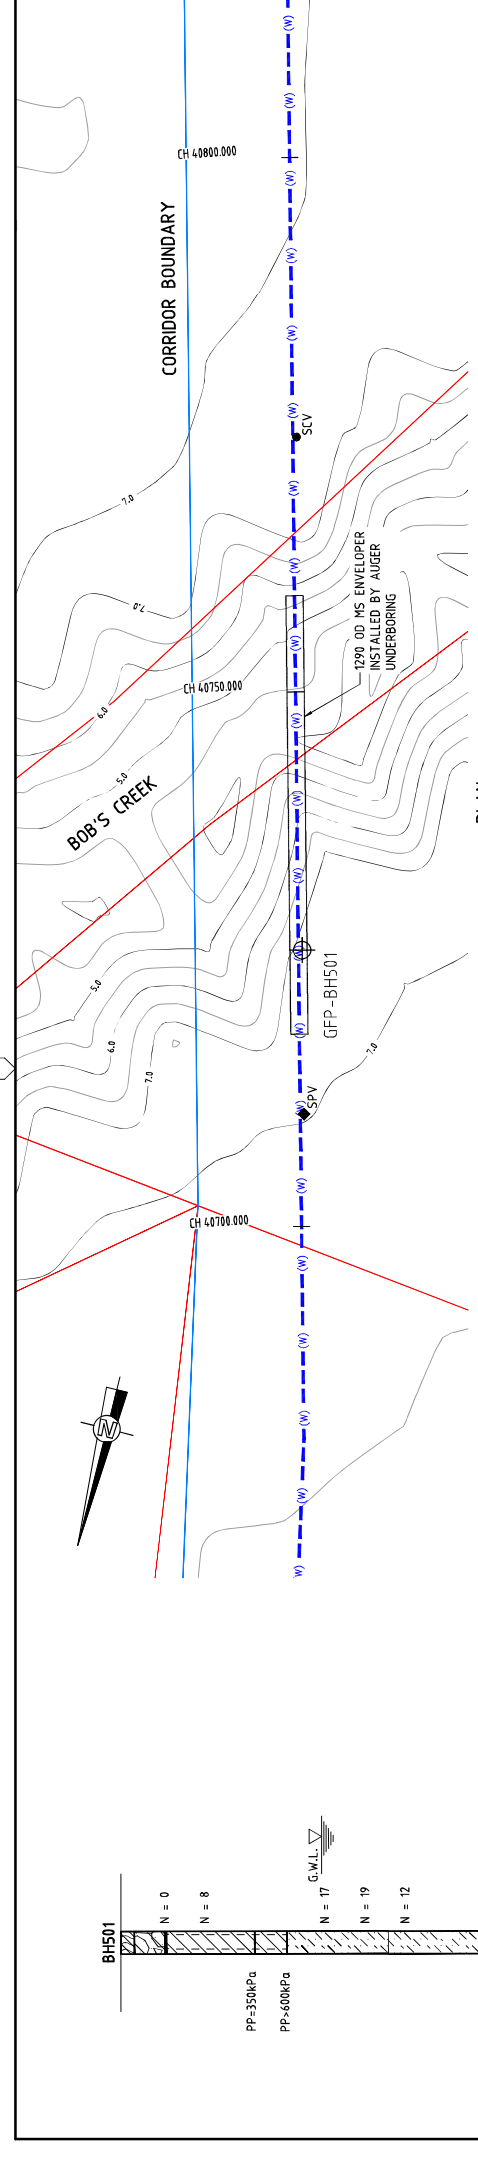 (W)
(W)
CH 40800.000
(W)
CORRIDOR BOUNDARY
(W)
(W)
(W)
SCV
(W)
7.0
(W)
1290 OD MS ENVELOPER
INSTALLED BY AUGER
UNDERBORING
7.0
(W)
CH 40750.000
6.0
(W)
5.0
BOB'S CREEK
(W)
(W)
(W)
GFP-BH501
5.0
(W)
6.0
7.0
7.0
(W)
SPV
(W)
CH 40700.000
(W)
(W)
N
(W)
(W)
(W)
G.W.L.
N = 0
N = 8
N = 17
N = 19
N = 12
BH501
PP=350kPa
PP>600kPa